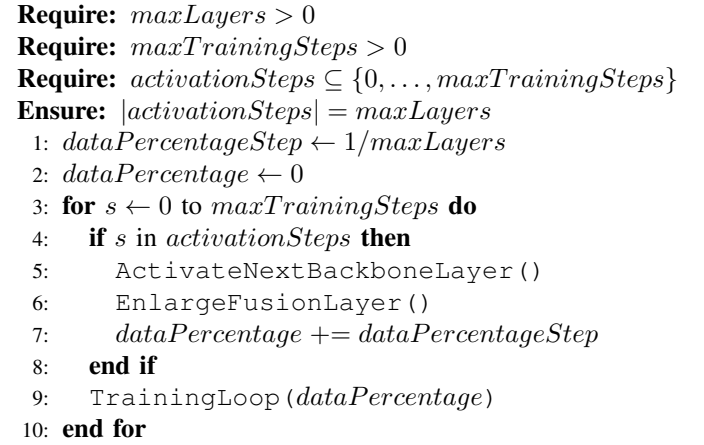 Require: maxLayers > 0
Require: maxTrainingSteps > 0
Require: activationSteps ⊆ {0, . . . , maxTrainingSteps}
Ensure: |activationSteps| = maxLayers
1: dataPercentageStep ← 1/maxLayers
2: dataPercentage ← 0
3: for s ← 0 to maxTrainingSteps do
4: if s in activationSteps then
5: ActivateNextBackboneLayer()
6: EnlargeFusionLayer()
7: dataPercentage += dataPercentageStep
8: end if
9: TrainingLoop(dataPercentage)
10: end for